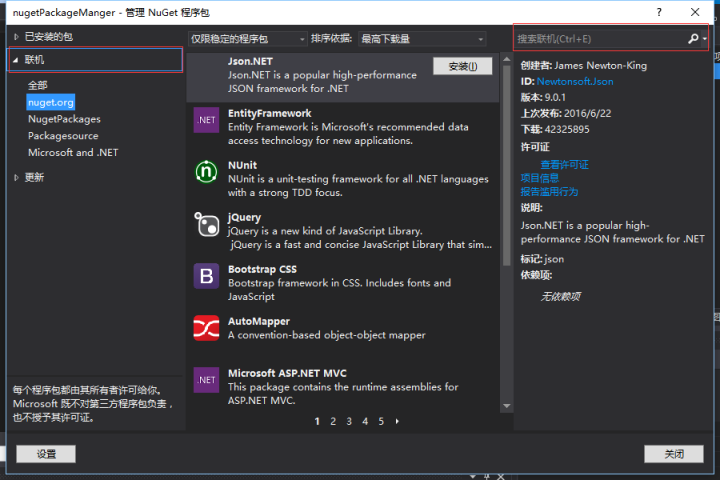 nugetPackageManger - 管理 NuGet 程序包
?
已安装的包
联机
全部
nuget.org
NugetPackages
Packagesource
Microsoft and .NET
更新
每个程序包都由其所有者许可给你。
Microsoft 既不对第三方程序包负责，
也不授予其许可证。
设置
仅限稳定的程序包
排序依据:
最高下载量
Json.NET
Json.NET is a popular high-performance
JSON framework for .NET
安装(I)
.NET
EntityFramework
Entity Framework is Microsoft's recommended data
access technology for new applications.
n
NUnit
NUnit is a unit-testing framework for all .NET languages
with a strong TDD focus.
jQuery
jQuery is a new kind of JavaScript Library.
jQuery is a fast and concise JavaScript Library that sim...
B
Bootstrap CSS
Bootstrap framework in CSS. Includes fonts and
JavaScript
AutoMapper
A convention-based object-object mapper
.NET
Microsoft ASP.NET MVC
This package contains the runtime assemblies for
ASP.NET MVC.
1 2 3 4 5
搜索联机(Ctrl+E)
创建者: James Newton-King
ID: Newtonsoft.Json
版本: 9.0.1
上次发布: 2016/6/22
下载: 42325895
许可证
查看许可证
项目信息
报告滥用行为
说明:
Json.NET is a popular high-
performance JSON framework for .NET
标记: json
依赖项:
无依赖项
关闭